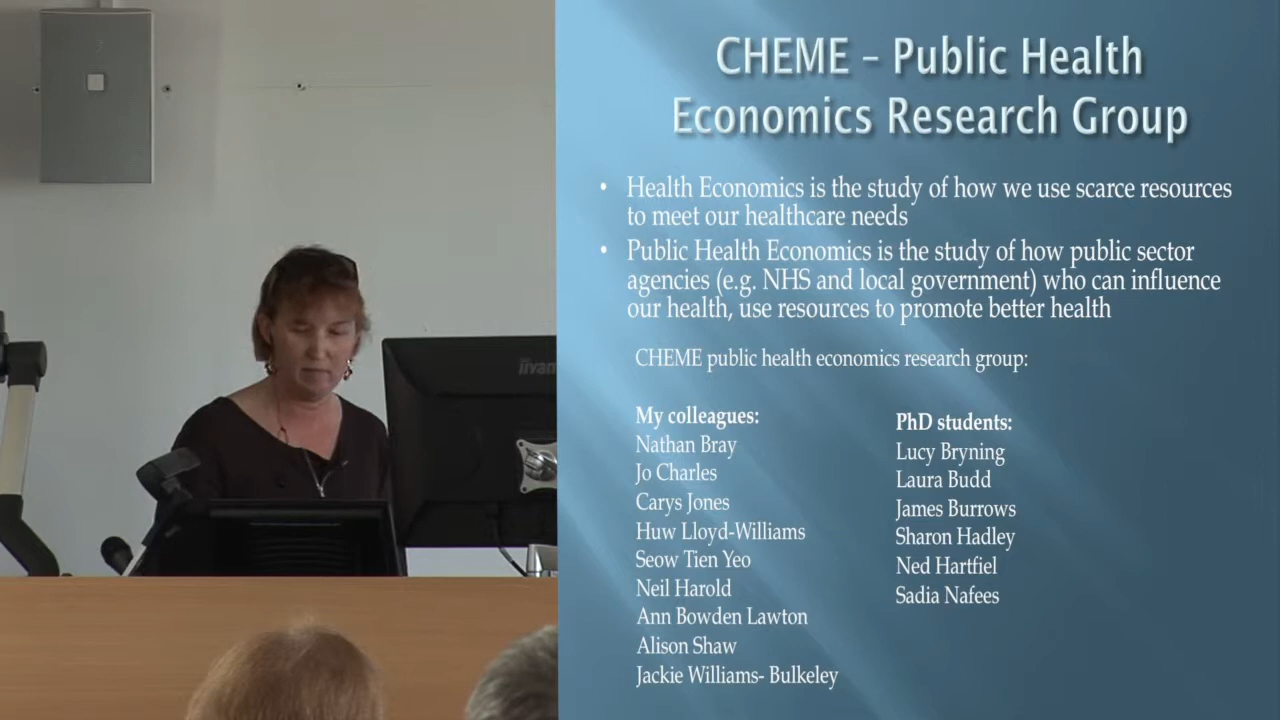 CHEME – Public Health
Economics Research Group
• Health Economics is the study of how we use scarce resources
to meet our healthcare needs
• Public Health Economics is the study of how public sector
agencies (e.g. NHS and local government) who can influence
our health, use resources to promote better health
CHEME public health economics research group:
My colleagues:
Nathan Bray
Jo Charles
Carys Jones
Huw Lloyd-Williams
Seow Tien Yeo
Neil Harold
Ann Bowden Lawton
Alison Shaw
Jackie Williams- Bulkeley
PhD students:
Lucy Bryning
Laura Budd
James Burrows
Sharon Hadley
Ned Hartfiel
Sadia Nafees